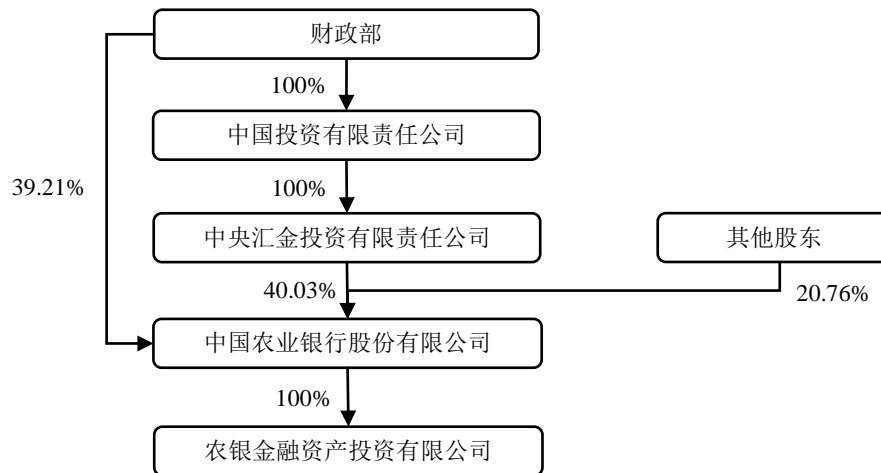 财政部
100%
中国投资有限责任公司
39.21%
100%
中央汇金投资有限责任公司
其他股东
40.03%
20.76%
中国农业银行股份有限公司
100%
农银金融资产投资有限公司